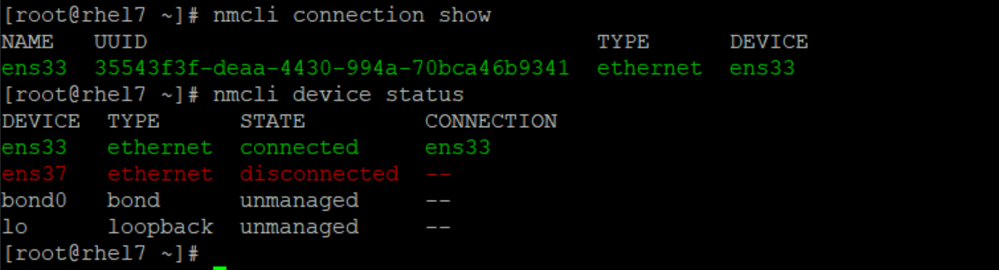 [root@rhel7 ~]# nmcli connection show
NAME   UUID                                  TYPE      DEVICE
ens33  35543f3f-deaa-4430-994a-70bca46b9341  ethernet  ens33
[root@rhel7 ~]# nmcli device status
DEVICE  TYPE      STATE         CONNECTION
ens33   ethernet  connected     ens33
ens37   ethernet  disconnected  --
bond0   bond      unmanaged     --
lo      loopback  unmanaged     --
[root@rhel7 ~]#